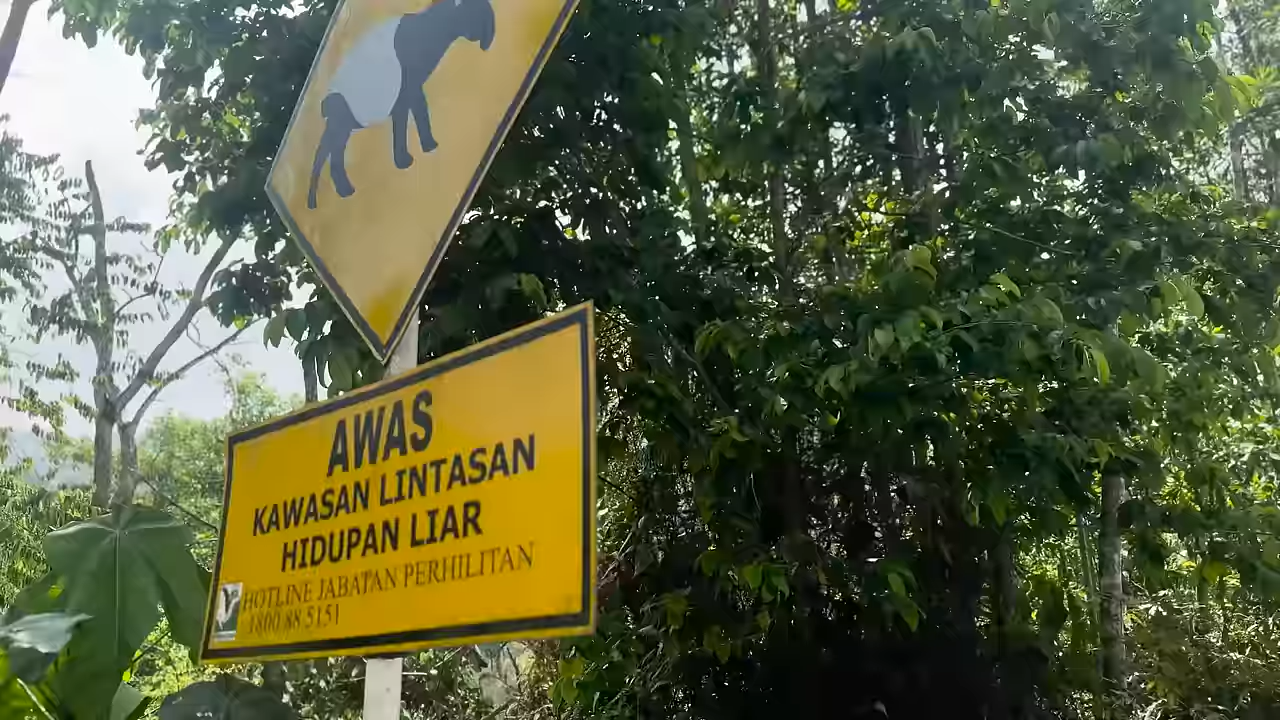 AWAS
KAWASAN LINTASAN
HIDUPAN LIAR
HOTLINE JABATAN PERHILITAN
1800 88 5151